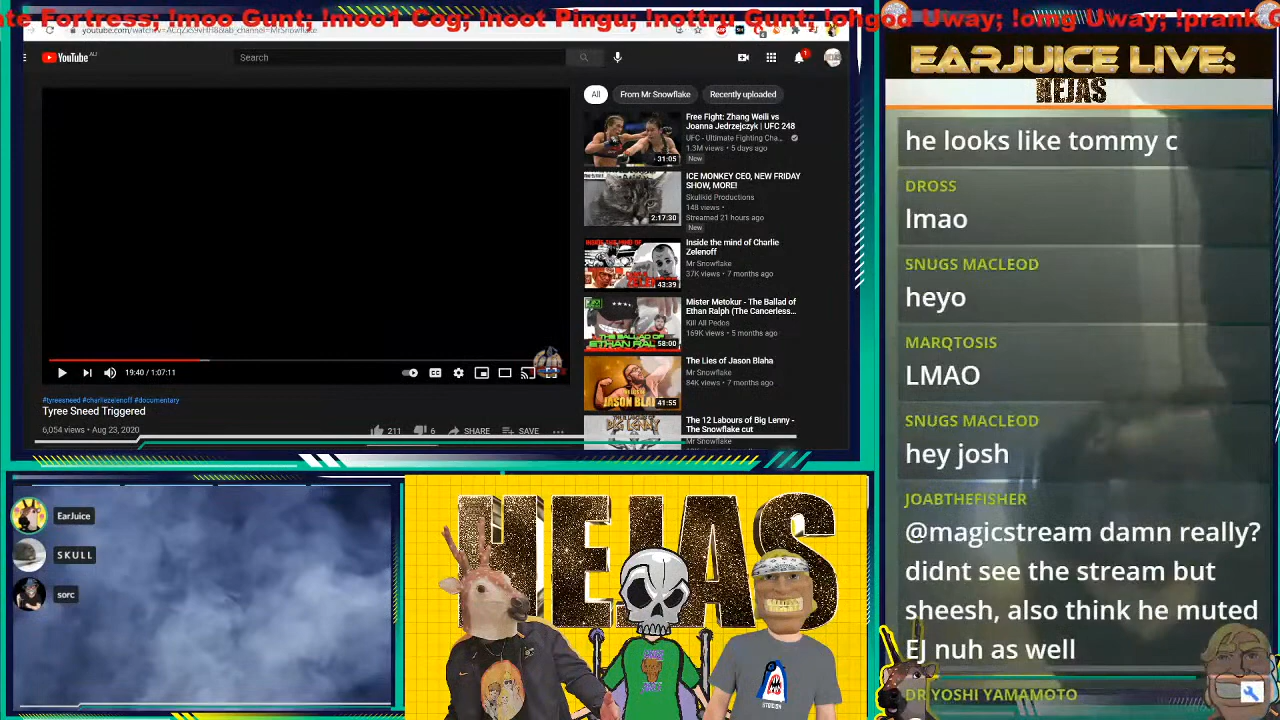 te Fortress; !moo Gunt; !moo1 Cog; !noot Pingu; !nottru Gunt; !ohgod Uway; !omg Uway; !prank
YouTube AU
Search
All
From Mr Snowflake
Recently uploaded
Free Fight: Zhang Weili vs
Joanna Jedrzejczyk | UFC 248
UFC - Ultimate Fighting Cha...
1.3M views • 5 days ago
New
31:05
ICE MONKEY CEO, NEW FRIDAY
SHOW, MORE!
Skullkid Productions
148 views •
Streamed 21 hours ago
New
2:17:30
Inside the mind of Charlie
Zelenoff
Mr Snowflake
37K views • 7 months ago
43:39
Mister Metokur - The Ballad of
Ethan Ralph (The Cancerless...
Kill All Pedos
169K views • 5 months ago
58:00
The Lies of Jason Blaha
Mr Snowflake
84K views • 7 months ago
41:55
The 12 Labours of Big Lenny -
The Snowflake cut
Mr Snowflake
19:40 / 1:07:11
#tyreesneed #charliezelenoff #documentary
Tyree Sneed Triggered
6,054 views • Aug 23, 2020
211
6
SHARE
SAVE
EarJuice
S K U L L
sorc
HEJAS
EARJUICE LIVE:
HEJAS
he looks like tommy c
DROSS
lmao
SNUGS MACLEOD
heyo
MARQTOSIS
LMAO
SNUGS MACLEOD
hey josh
JOABTHEFISHER
@magicstream damn really?
didnt see the stream but
sheesh, also think he muted
EJ nuh as well
DR YOSHI YAMAMOTO